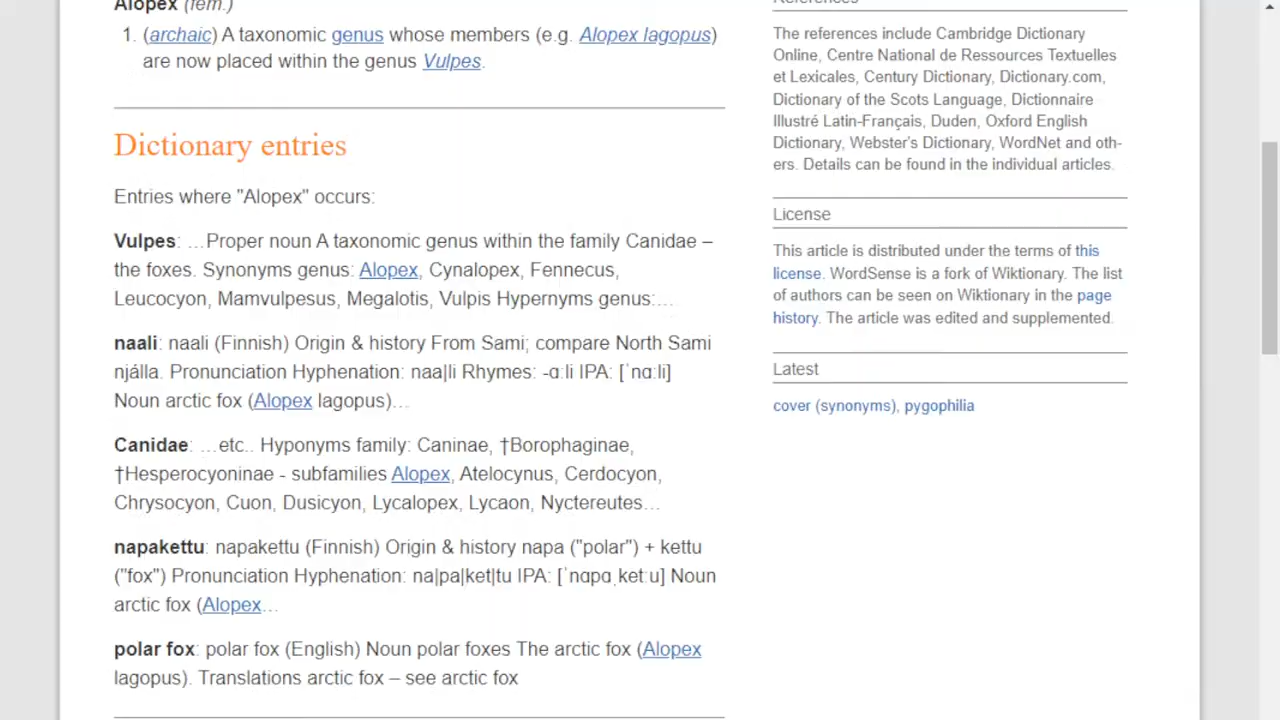 Alopex (fem.)
1. (archaic) A taxonomic genus whose members (e.g. Alopex lagopus)
are now placed within the genus Vulpes.
Dictionary entries
Entries where "Alopex" occurs:
Vulpes: …Proper noun A taxonomic genus within the family Canidae –
the foxes. Synonyms genus: Alopex, Cynalopex, Fennecus,
Leucocyon, Mamvulpesus, Megalotis, Vulpis Hypernyms genus:…
naali: naali (Finnish) Origin & history From Sami; compare North Sami
njálla. Pronunciation Hyphenation: naa|li Rhymes: -ɑːli IPA: [ˈnɑːli]
Noun arctic fox (Alopex lagopus)…
Canidae: …etc.. Hyponyms family: Caninae, †Borophaginae,
†Hesperocyoninae - subfamilies Alopex, Atelocynus, Cerdocyon,
Chrysocyon, Cuon, Dusicyon, Lycalopex, Lycaon, Nyctereutes…
napakettu: napakettu (Finnish) Origin & history napa ("polar") + kettu
("fox") Pronunciation Hyphenation: na|pa|ket|tu IPA: [ˈnɑpɑˌketːu] Noun
arctic fox (Alopex…
polar fox: polar fox (English) Noun polar foxes The arctic fox (Alopex
lagopus). Translations arctic fox – see arctic fox
References
The references include Cambridge Dictionary
Online, Centre National de Ressources Textuelles
et Lexicales, Century Dictionary, Dictionary.com,
Dictionary of the Scots Language, Dictionnaire
Illustré Latin-Français, Duden, Oxford English
Dictionary, Webster's Dictionary, WordNet and oth-
ers. Details can be found in the individual articles.
License
This article is distributed under the terms of this
license. WordSense is a fork of Wiktionary. The list
of authors can be seen on Wiktionary in the page
history. The article was edited and supplemented.
Latest
cover (synonyms), pygophilia